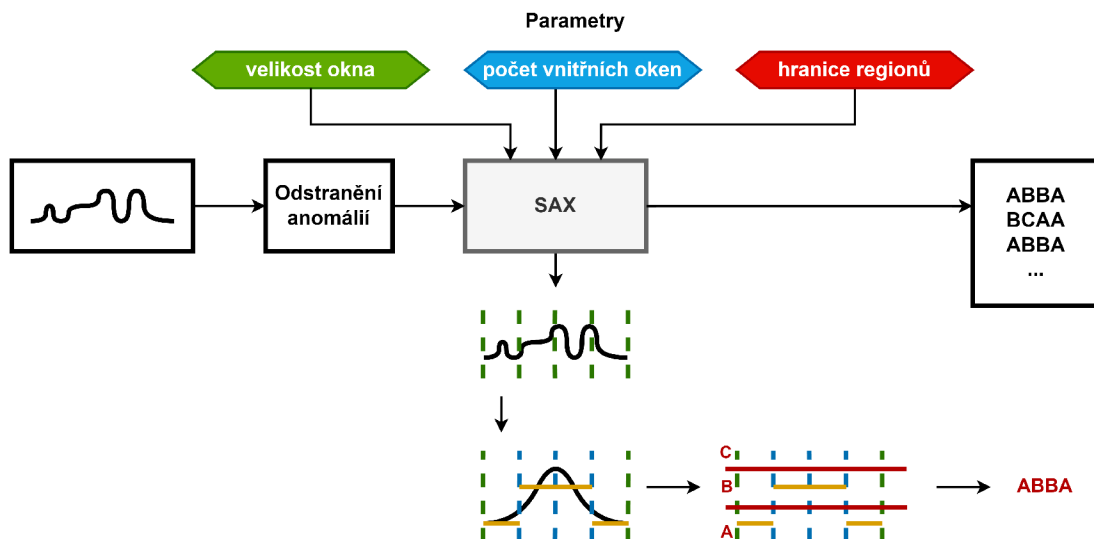 Parametry
velikost okna
počet vnitřních oken
hranice regionů
Odstranění
anomálií
SAX
ABBA
BCAA
ABBA
...
C
B
A
ABBA